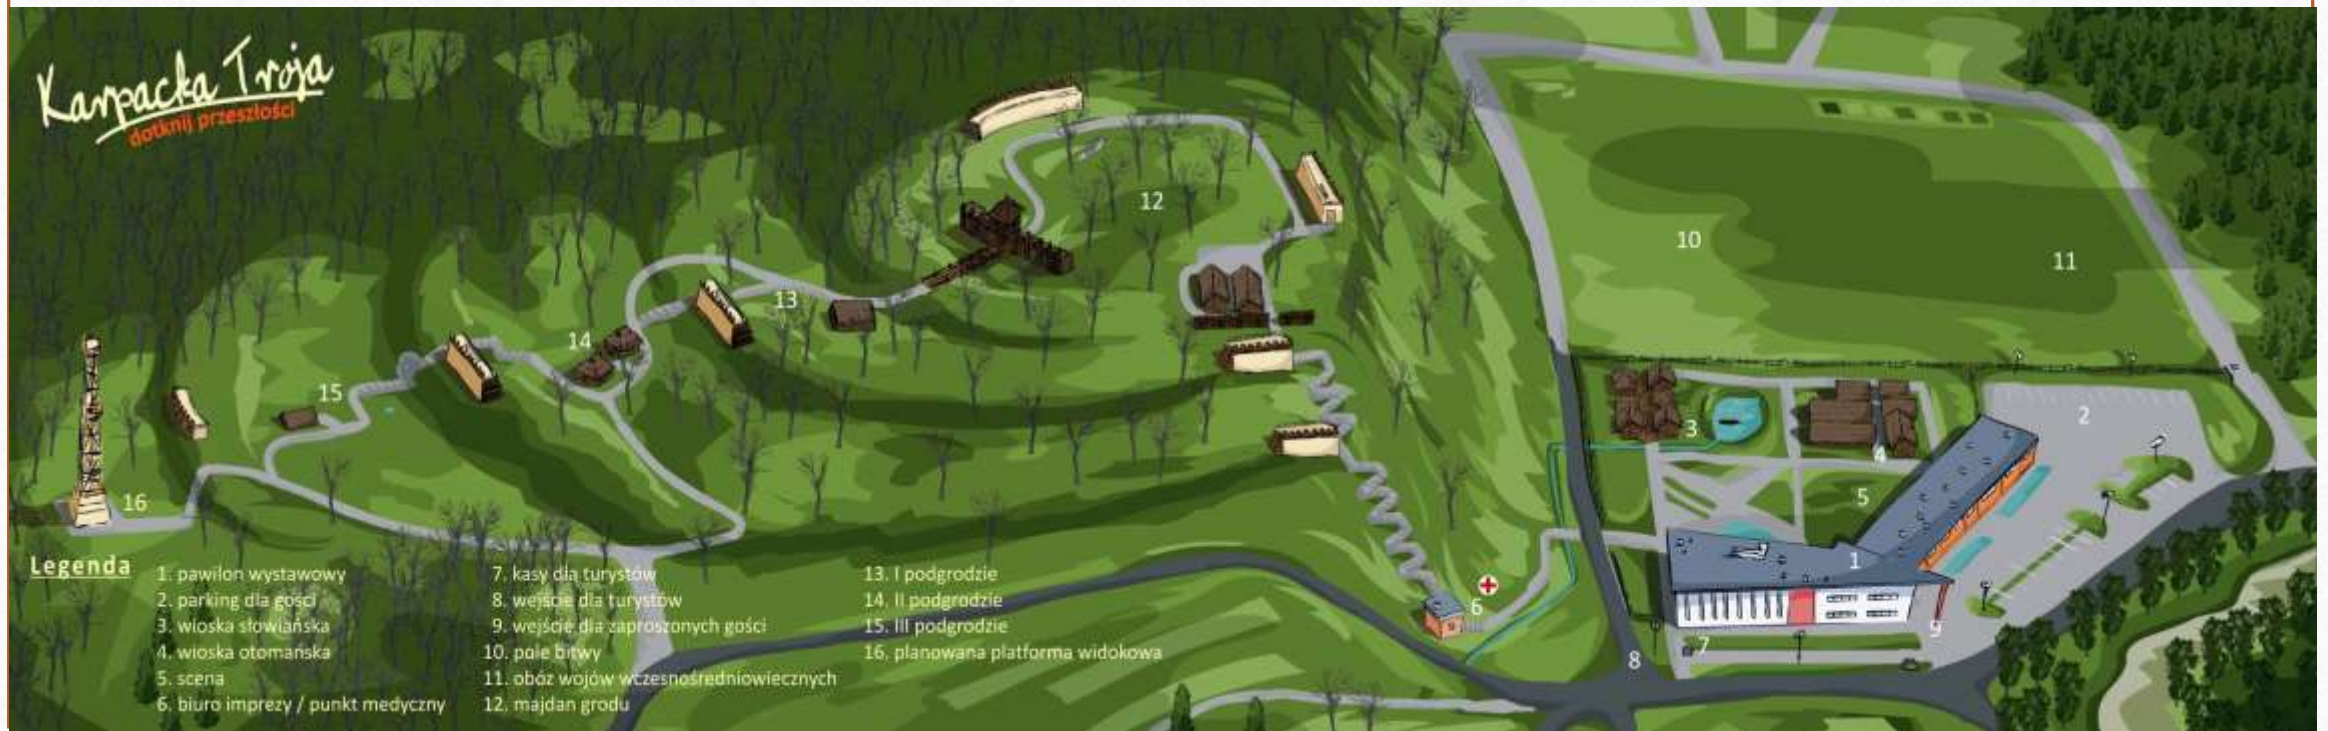 Karpacka Troja
dotknij przeszłości
12
10
11
13
14
15
16
3
2
4
5
1
6
7
8
9
Legenda
1. pawilon wystawowy
2. parking dla gości
3. wioska słowiańska
4. wioska otomańska
5. scena
6. biuro imprezy / punkt medyczny
7. kasy dla turystów
8. wejście dla turystów
9. wejście dla zaproszonych gości
10. pole bitwy
11. obóz wojów wczesnośredniowiecznych
12. majdan grodu
13. I podgrodzie
14. II podgrodzie
15. III podgrodzie
16. planowana platforma widokowa